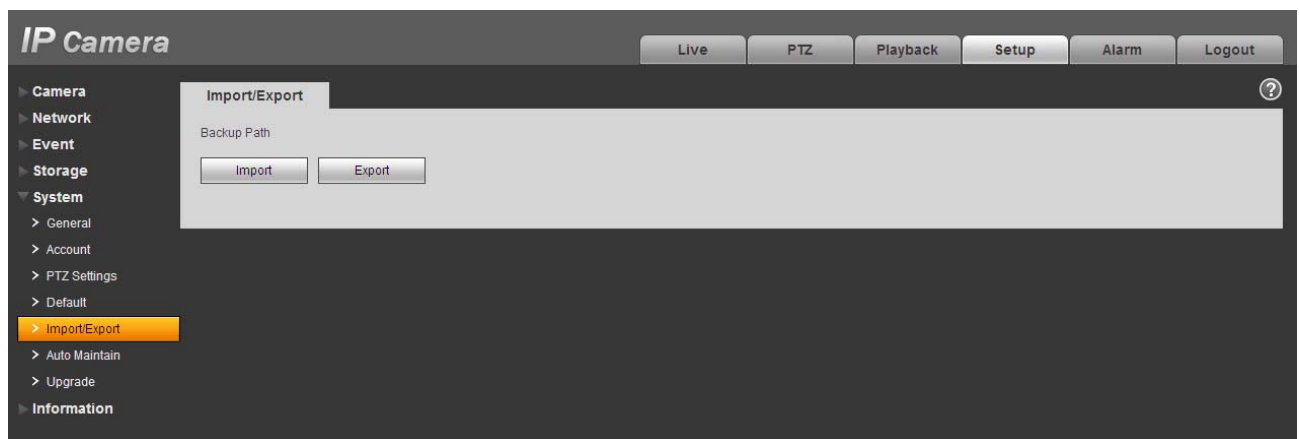 IP Camera
Live
PTZ
Playback
Setup
Alarm
Logout
Camera
Network
Event
Storage
System
> General
> Account
> PTZ Settings
> Default
> Import/Export
> Auto Maintain
> Upgrade
Information
Import/Export
?
Backup Path
Import
Export